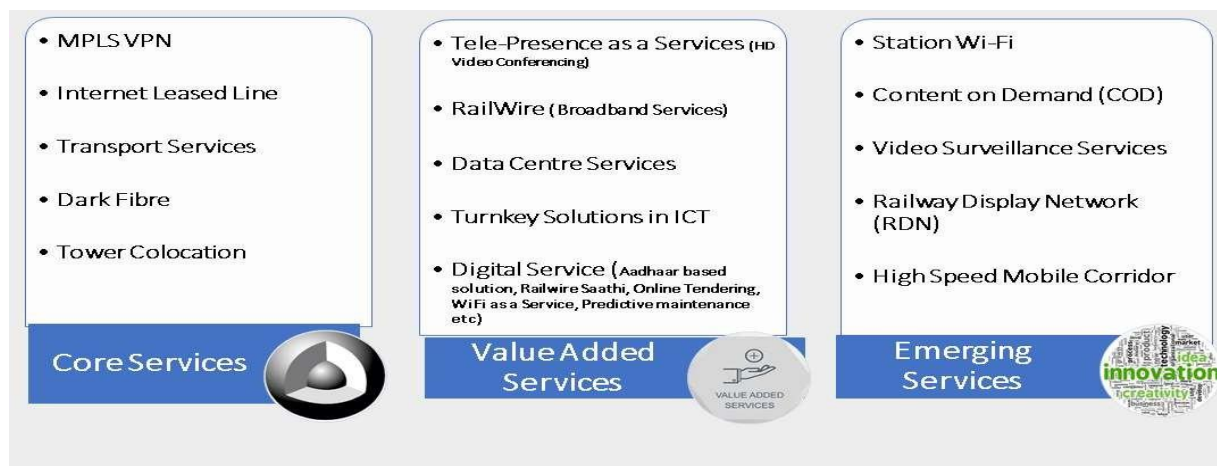 • MPLS VPN
• Internet Leased Line
• Transport Services
• Dark Fibre
• Tower Colocation
Core Services
• Tele-Presence as a Services (HD
Video Conferencing)
• RailWire (Broadband Services)
• Data Centre Services
• Turnkey Solutions in ICT
• Digital Service (Aadhaar based
solution, Railwire Saathi, Online Tendering,
WiFi as a Service, Predictive maintenance
etc)
Value Added
Services
VALUE ADDED
SERVICES
• Station Wi-Fi
• Content on Demand (COD)
• Video Surveillance Services
• Railway Display Network
(RDN)
• High Speed Mobile Corridor
Emerging
Services
process
product
technology
market
idea
innovation
creativity
business